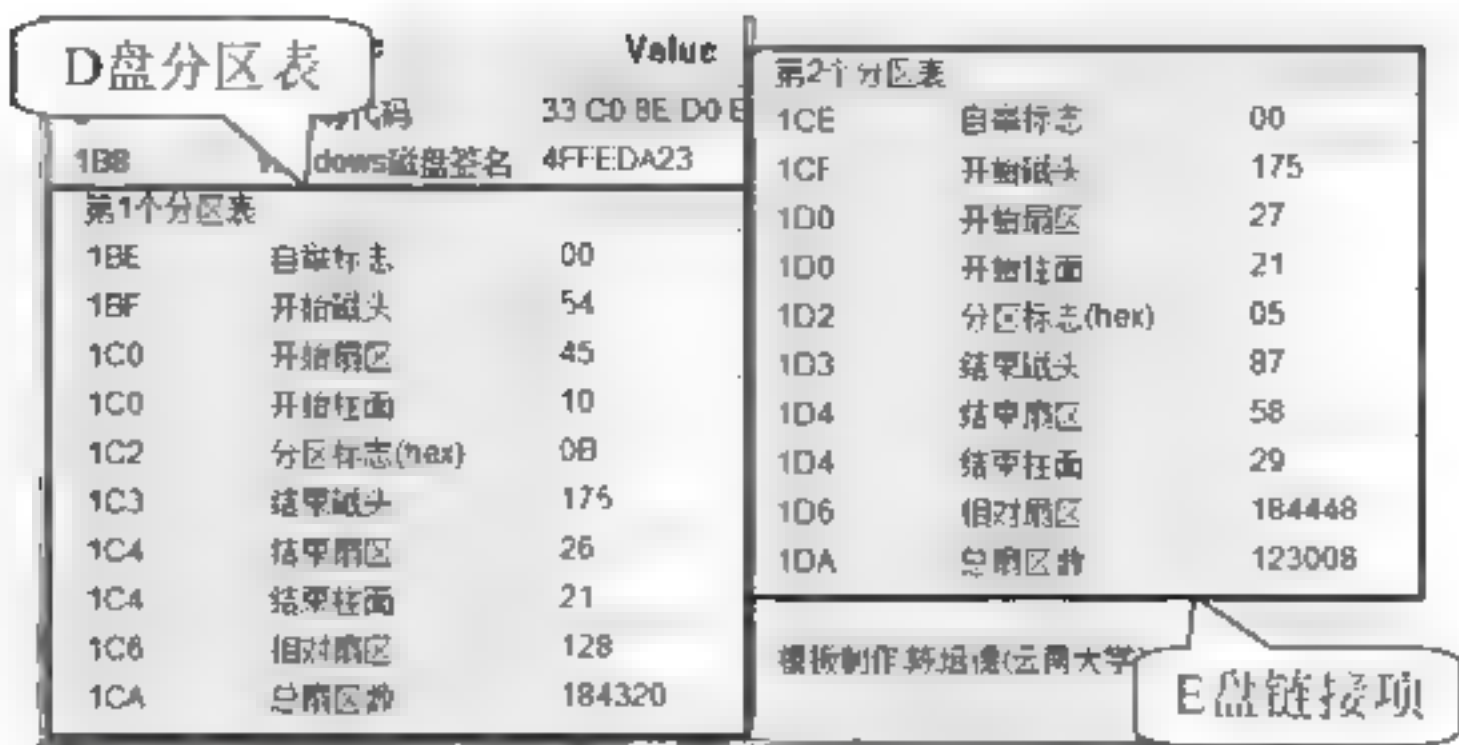 D盘分区表
Value
代码 33 C0 8E D0
1B8 dows磁盘签名 4FFEDA23
第1个分区表
1BE 自举标志 00
1BF 开始磁头 54
1C0 开始扇区 45
1C0 开始柱面 10
1C2 分区标志(hex) 0B
1C3 结束磁头 175
1C4 结束扇区 26
1C4 结束柱面 21
1C6 相对扇区 128
1CA 总扇区数 184320
第2个分区表
1CE 自举标志 00
1CF 开始磁头 175
1D0 开始扇区 27
1D0 开始柱面 21
1D2 分区标志(hex) 05
1D3 结束磁头 87
1D4 结束扇区 58
1D4 结束柱面 29
1D6 相对扇区 184448
1DA 总扇区数 123008
模板制作 (云南大学
E盘链接项